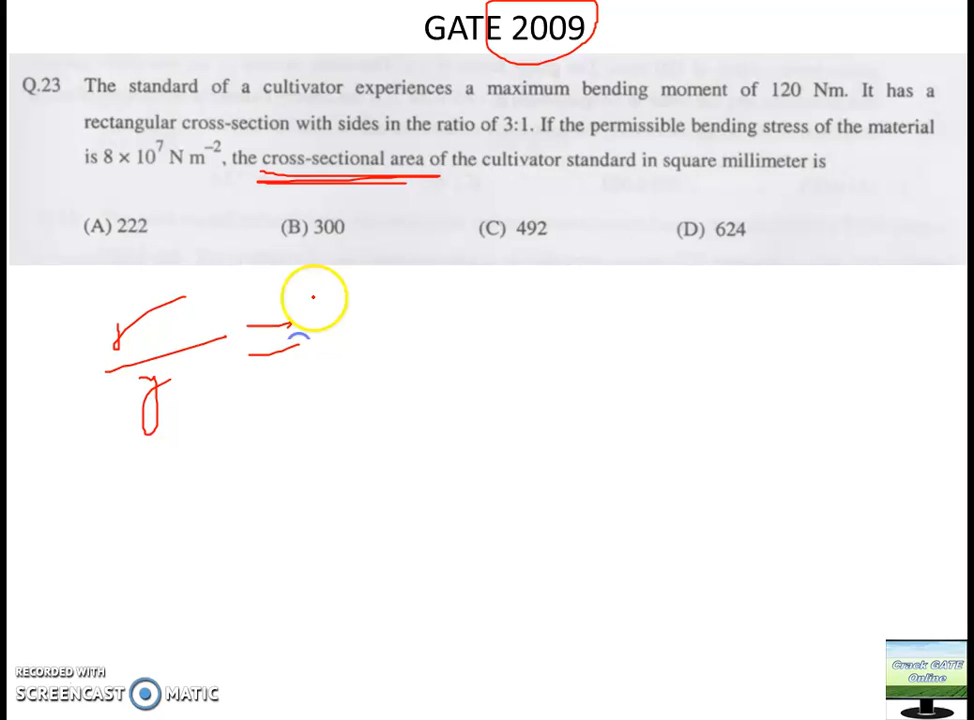 GATE 2009
Q.23 The standard of a cultivator experiences a maximum bending moment of 120 Nm. It has a
rectangular cross-section with sides in the ratio of 3:1. If the permissible bending stress of the material
is 8 × 10⁷ N m⁻², the cross-sectional area of the cultivator standard in square millimeter is
(A) 222 (B) 300 (C) 492 (D) 624
y
=
RECORDED WITH
SCREENCAST MATIC
Crack GATE
Online